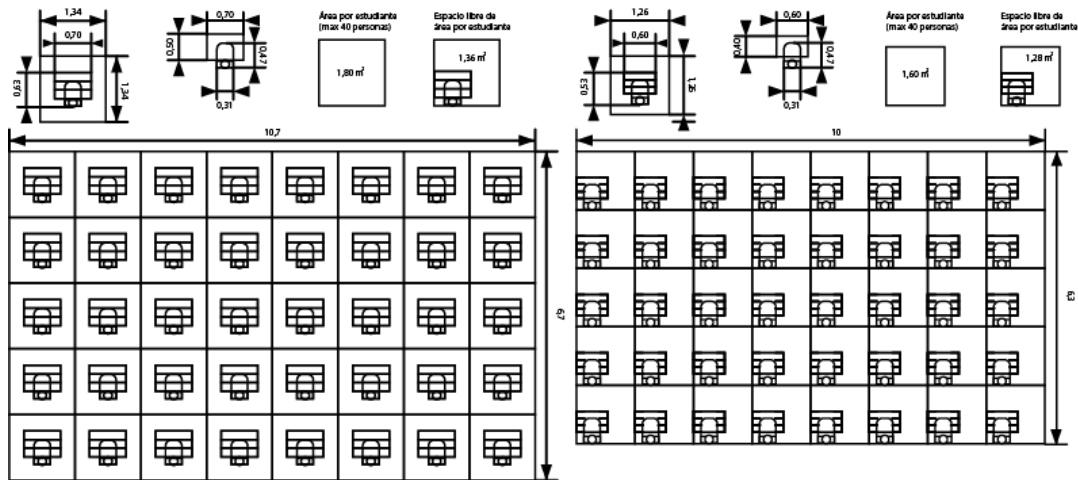 1,34
0,70
0,63
1,34
0,70
0,50
0,47
0,31
Área por estudiante
(max 40 personas)
1,80 m²
Espacio libre de
área por estudiante
1,36 m²
10,7
6,7
1,26
0,60
0,53
1,26
0,60
0,40
0,47
0,31
Área por estudiante
(max 40 personas)
1,60 m²
Espacio libre de
área por estudiante
1,28 m²
10
6,3